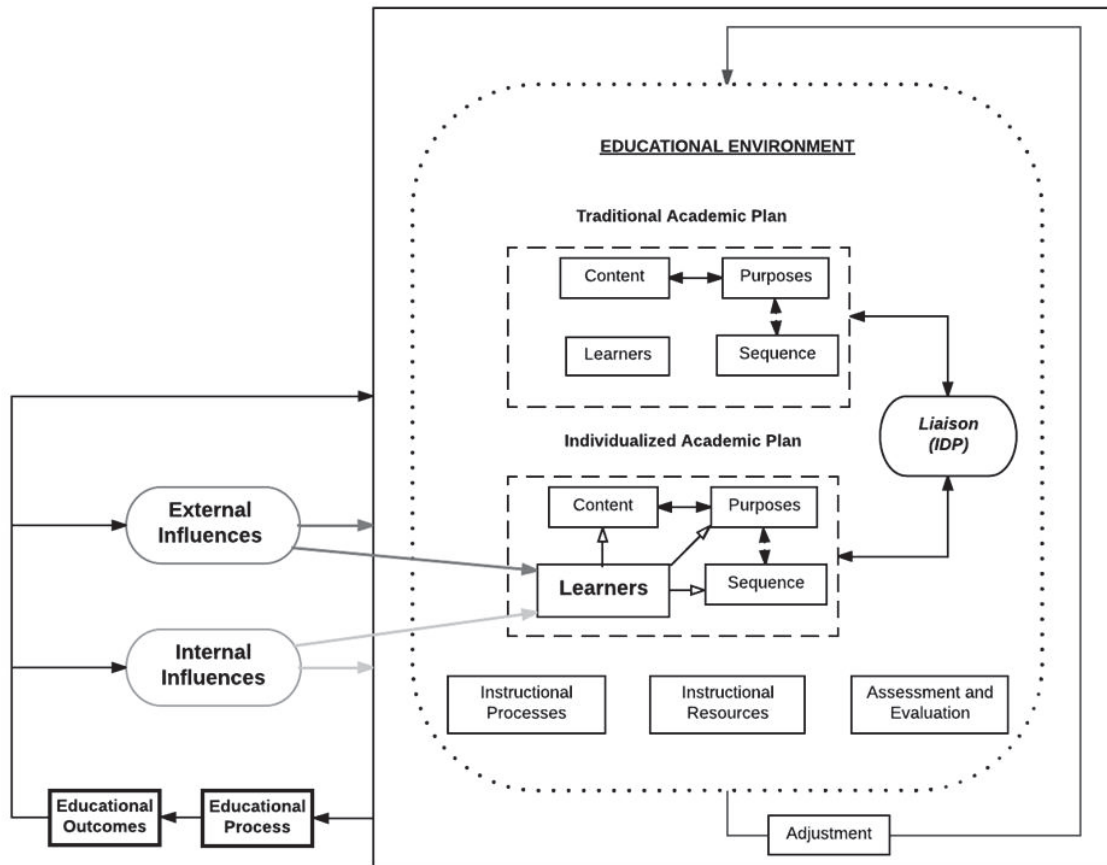 EDUCATIONAL ENVIRONMENT
Traditional Academic Plan
Content
Purposes
Learners
Sequence
Liaison
(IDP)
Individualized Academic Plan
Content
Purposes
Learners
Sequence
External
Influences
Internal
Influences
Instructional
Processes
Instructional
Resources
Assessment and
Evaluation
Educational
Outcomes
Educational
Process
Adjustment